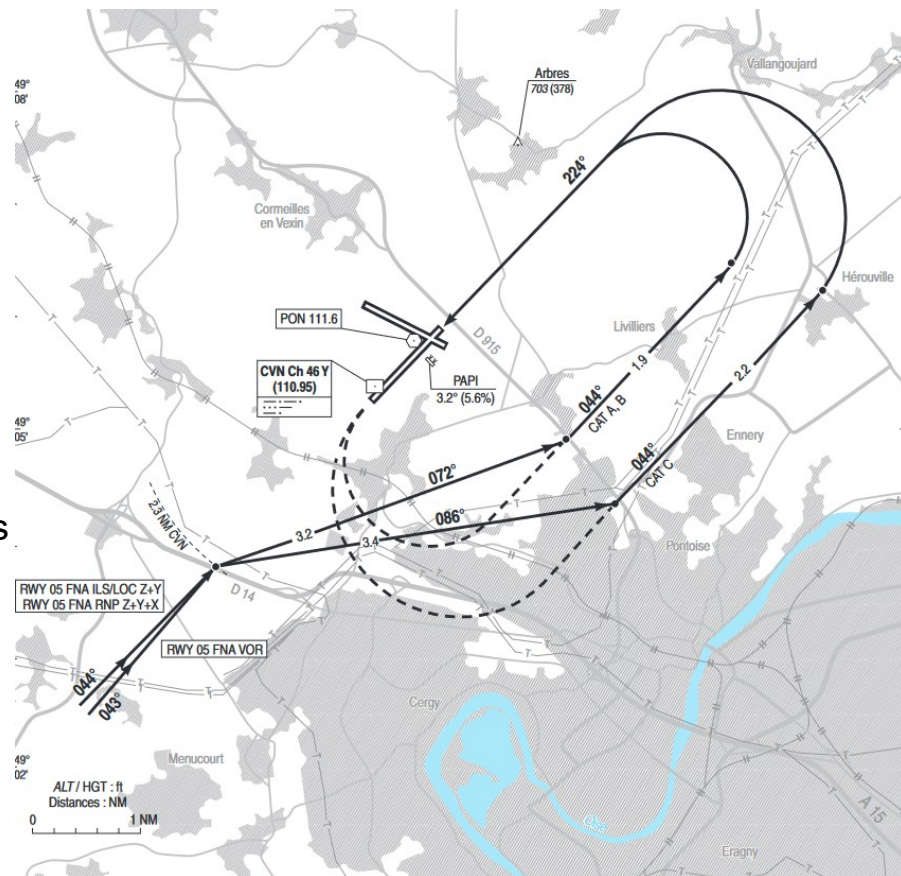 49°
08'
Arbres
703 (378)
Vallangoujard
224°
Cormeilles
en Vexin
Hérouville
PON 111.6
D 915
Livilliers
CVN Ch 46 Y
(110.95)
PAPI
3.2° (5.6%)
1.9
2.2
044°
CAT A, B
49°
05'
Ennery
044°
CAT C
072°
086°
3.2
3.4
2.3 NM CVN
s
Pontoise
RWY 05 FNA ILS/LOC Z+Y
RWY 05 FNA RNP Z+Y+X
D 14
RWY 05 FNA VOR
044°
043°
Cergy
49°
02'
Menucourt
ALT / HGT : ft
Distances : NM
0 1 NM
Oise
A 15
Eragny